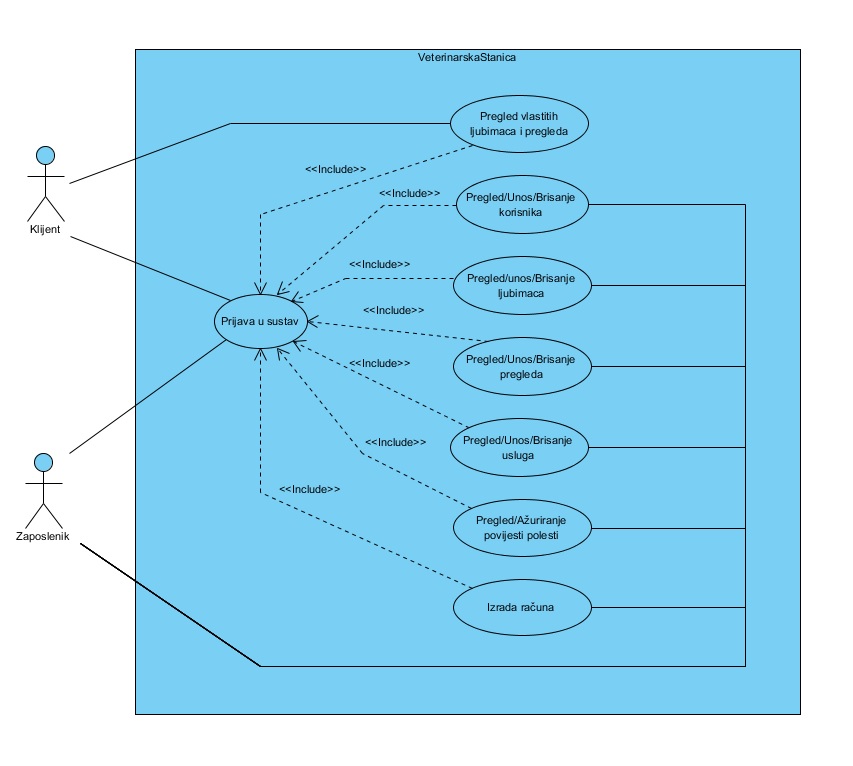 VeterinarskaStanica
Pregled vlastitih
ljubimaca i pregleda
<<Include>>
<<Include>>
Pregled/Unos/Brisanje
korisnika
Klijent
<<Include>>
Pregled/unos/Brisanje
ljubimaca
<<Include>>
Prijava u sustav
Pregled/Unos/Brisanje
pregleda
<<Include>>
Pregled/Unos/Brisanje
usluga
<<Include>>
<<Include>>
Pregled/Ažuriranje
povijesti polesti
Zaposlenik
Izrada računa